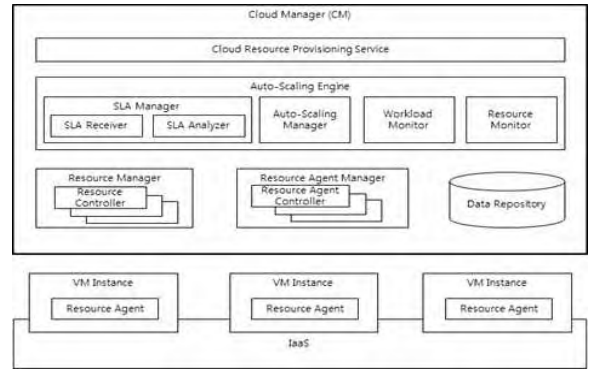 Cloud Manager (CM)
Cloud Resource Provisioning Service
Auto-Scaling Engine
SLA Manager
SLA Receiver
SLA Analyzer
Auto-Scaling
Manager
Workload
Monitor
Resource
Monitor
Resource Manager
Resource
Controller
Resource Agent Manager
Resource Agent
Controller
Data Repository
VM Instance
Resource Agent
VM Instance
Resource Agent
VM Instance
Resource Agent
IaaS